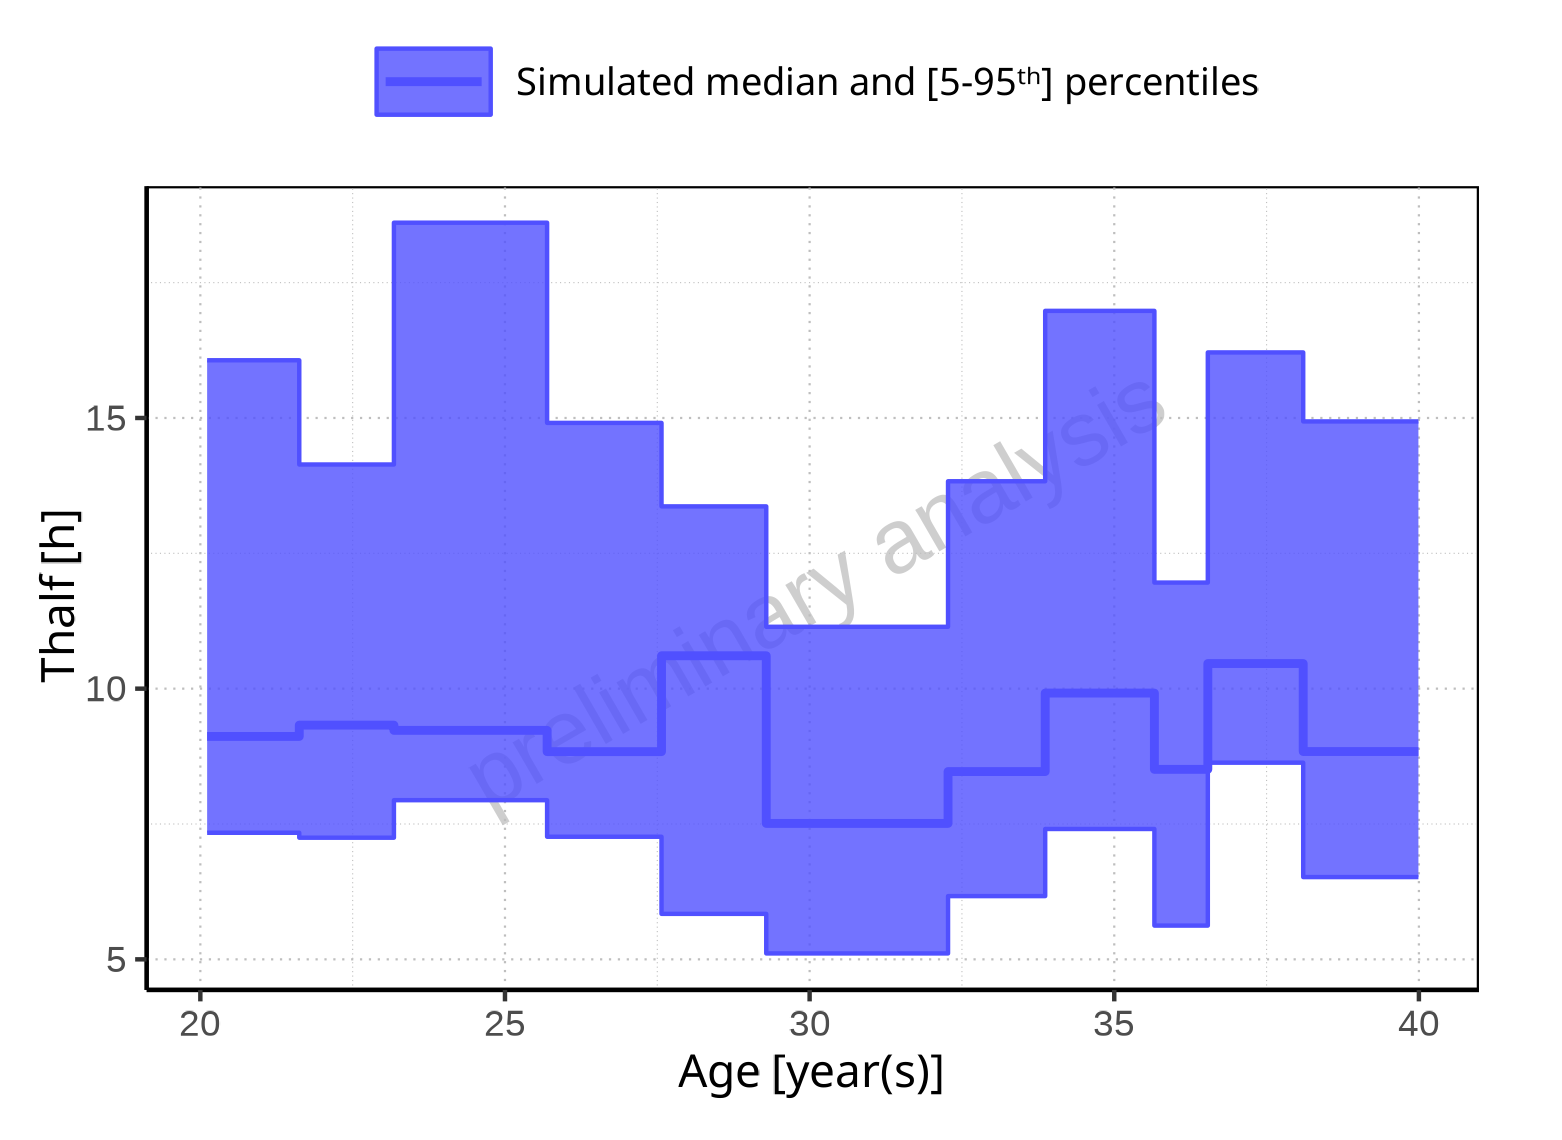 Simulated median and [5-95ᵗʰ] percentiles
15
10
5
Thalf [h]
preliminary analysis
20 25 30 35 40
Age [year(s)]